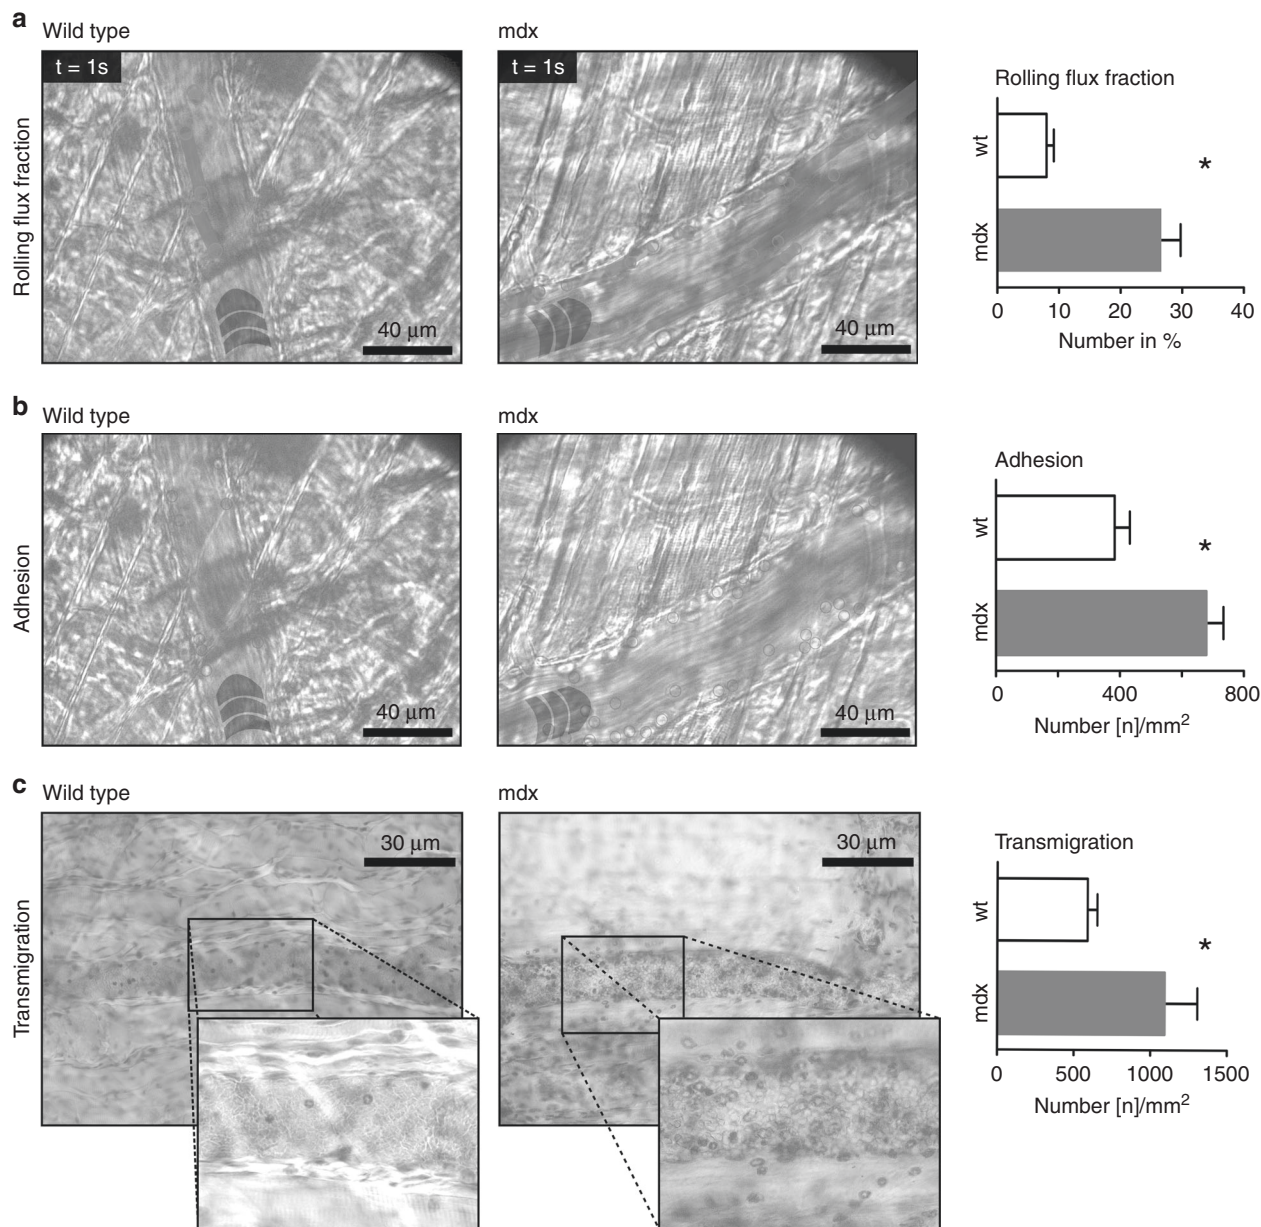 a
Wild type
mdx
t = 1s
t = 1s
Rolling flux fraction
40 μm
40 μm
Rolling flux fraction
wt
mdx
0 10 20 30 40
Number in %
b
Wild type
mdx
Adhesion
40 μm
40 μm
Adhesion
wt
mdx
0 400 800
Number [n]/mm²
c
Wild type
mdx
Transmigration
30 μm
30 μm
Transmigration
wt
mdx
0 500 1000 1500
Number [n]/mm²
*
*
*